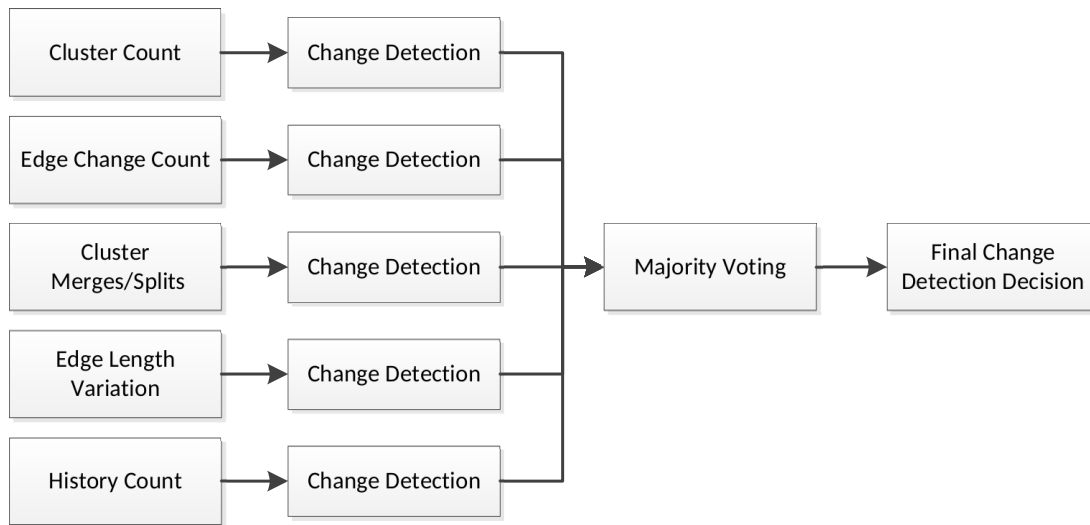 Cluster Count
Change Detection
Edge Change Count
Change Detection
Cluster
Merges/Splits
Change Detection
Majority Voting
Final Change
Detection Decision
Edge Length
Variation
Change Detection
History Count
Change Detection